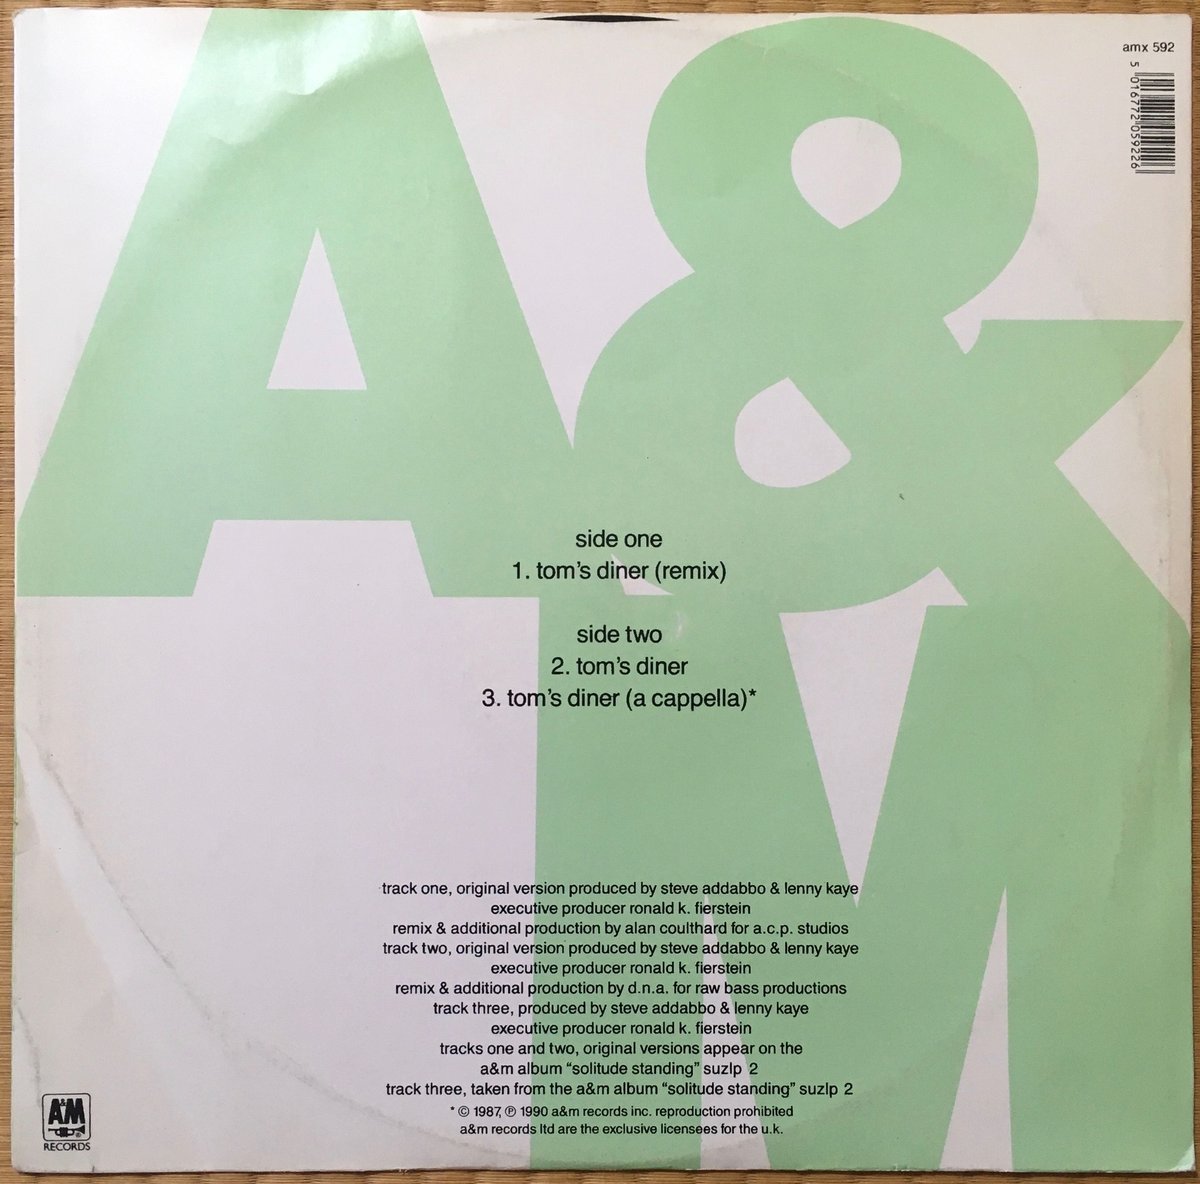 A&M
amx 592
5 016772 059226
side one
1. tom's diner (remix)
side two
2. tom's diner
3. tom's diner (a cappella)*
track one, original version produced by steve addabbo & lenny kaye
executive producer ronald k. fierstein
remix & additional production by alan coulthard for a.c.p. studios
track two, original version produced by steve addabbo & lenny kaye
executive producer ronald k. fierstein
remix & additional production by d.n.a. for raw bass productions
track three, produced by steve addabbo & lenny kaye
executive producer ronald k. fierstein
tracks one and two, original versions appear on the
a&m album “solitude standing” suzlp 2
track three, taken from the a&m album “solitude standing” suzlp 2
* © 1987, ℗ 1990 a&m records inc. reproduction prohibited
a&m records ltd are the exclusive licensees for the u.k.
A&M
®
RECORDS